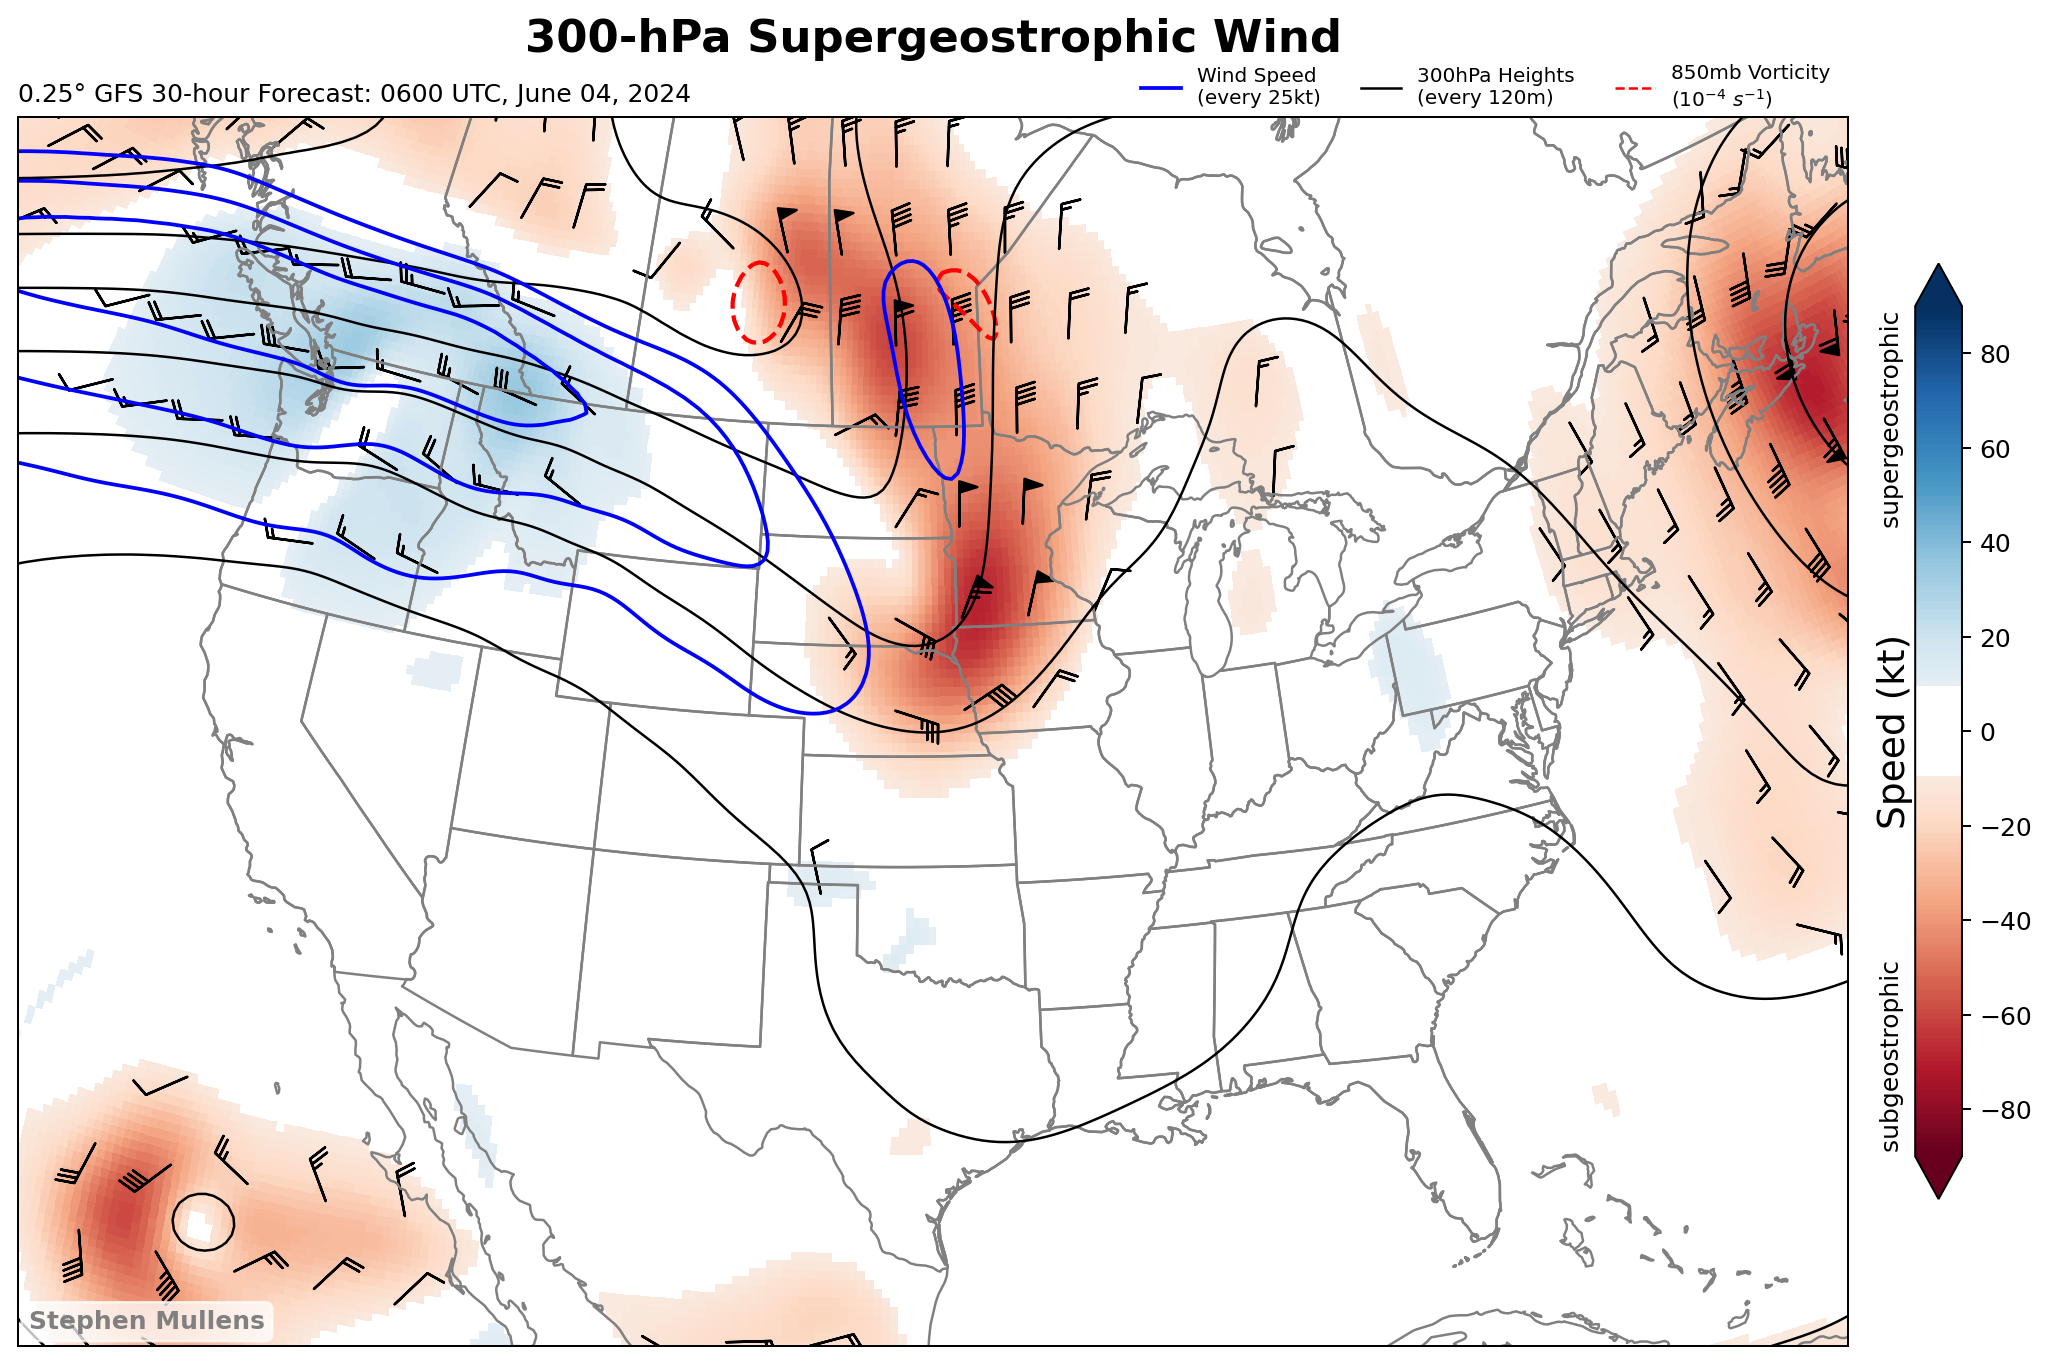 300-hPa Supergeostrophic Wind
0.25° GFS 30-hour Forecast: 0600 UTC, June 04, 2024
Wind Speed
(every 25kt)
300hPa Heights
(every 120m)
850mb Vorticity
(10⁻⁴ s⁻¹)
supergeostrophic
Speed (kt)
subgeostrophic
80
60
40
20
0
−20
−40
−60
−80
Stephen Mullens